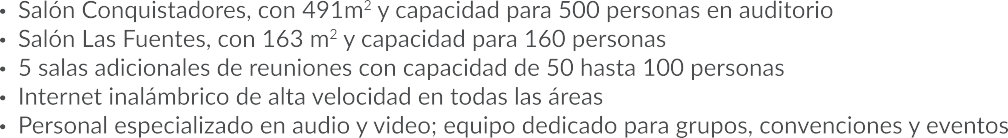 • Salón Conquistadores, con 491m² y capacidad para 500 personas en auditorio
• Salón Las Fuentes, con 163 m² y capacidad para 160 personas
• 5 salas adicionales de reuniones con capacidad de 50 hasta 100 personas
• Internet inalámbrico de alta velocidad en todas las áreas
• Personal especializado en audio y video; equipo dedicado para grupos, convenciones y eventos